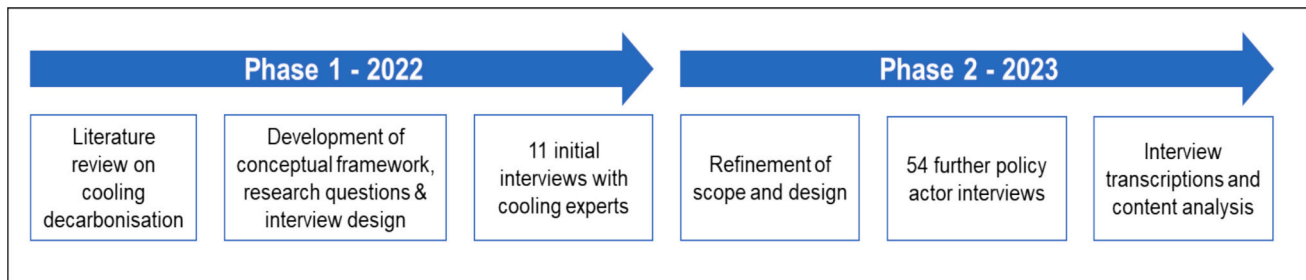 Phase 1 - 2022
Phase 2 - 2023
Literature
review on
cooling
decarbonisation
Development of
conceptual framework,
research questions &
interview design
11 initial
interviews with
cooling experts
Refinement of
scope and design
54 further policy
actor interviews
Interview
transcriptions and
content analysis